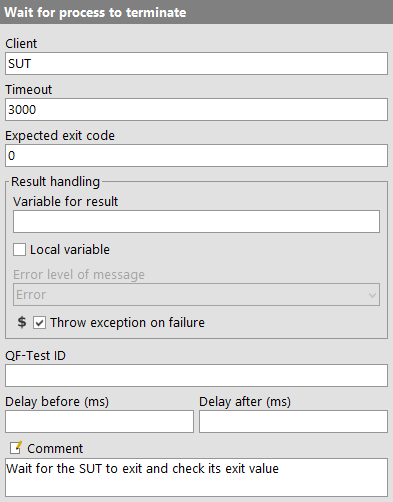 Wait for process to terminate
Client
SUT
Timeout
3000
Expected exit code
0
Result handling
Variable for result
Local variable
Error level of message
Error
$ Throw exception on failure
QF-Test ID
Delay before (ms) Delay after (ms)
Comment
Wait for the SUT to exit and check its exit value